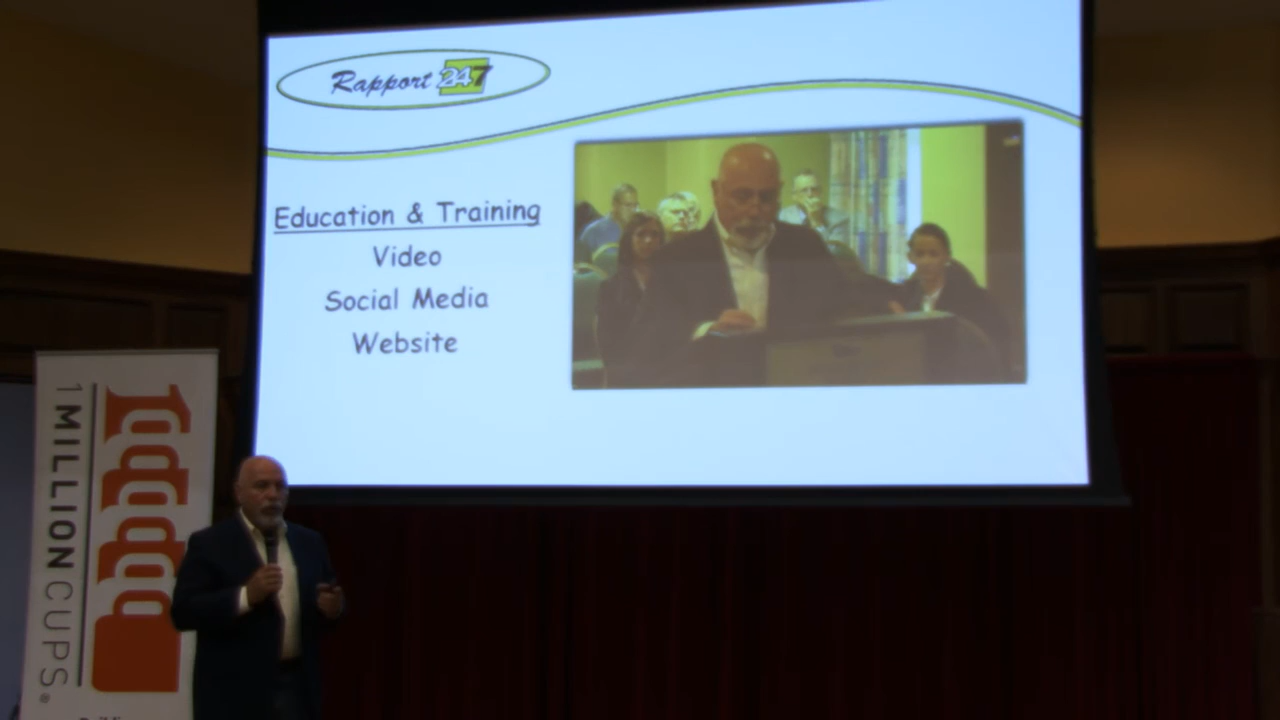 Rapport 247
Education & Training
Video
Social Media
Website
1 MILLION CUPS®